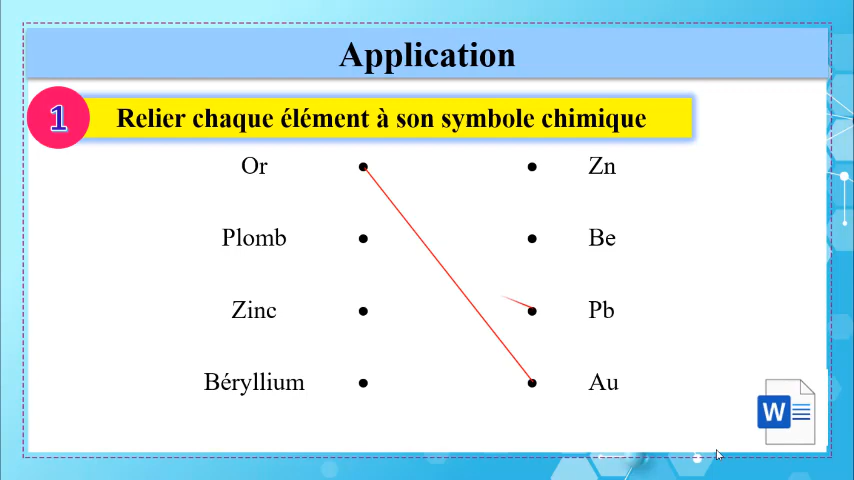 Application
1 Relier chaque élément à son symbole chimique
Or Zn
Plomb Be
Zinc Pb
Béryllium Au
W